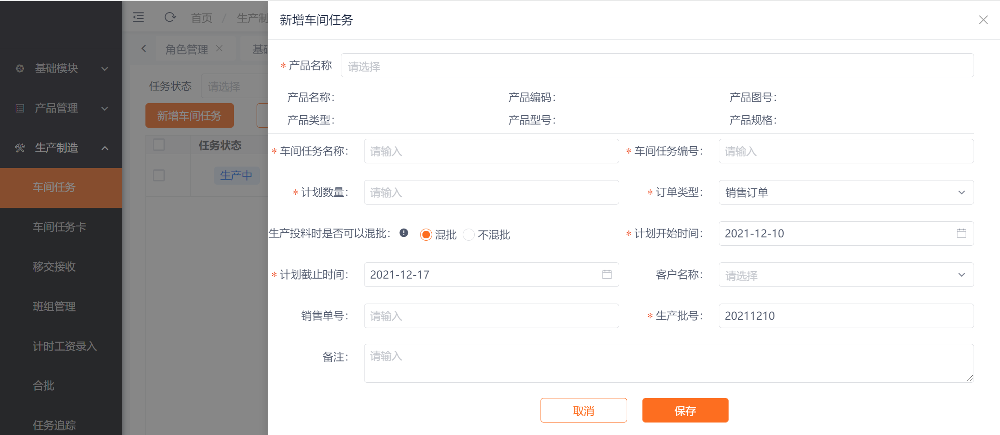 首页 / 生产制
角色管理
基础模块
产品管理
生产制造
车间任务
车间任务卡
移交接收
班组管理
计时工资录入
合批
任务追踪
任务状态 请选择
新增车间任务
任务状态
生产中
新增车间任务
* 产品名称 请选择
产品名称： 产品编码： 产品图号：
产品类型： 产品型号： 产品规格：
* 车间任务名称： 请输入 * 车间任务编号： 请输入
* 计划数量： 请输入 * 订单类型： 销售订单
生产投料时是否可以混批： 混批 不混批 * 计划开始时间： 2021-12-10
* 计划截止时间： 2021-12-17 客户名称： 请选择
销售单号： 请输入 * 生产批号： 20211210
备注： 请输入
取消 保存